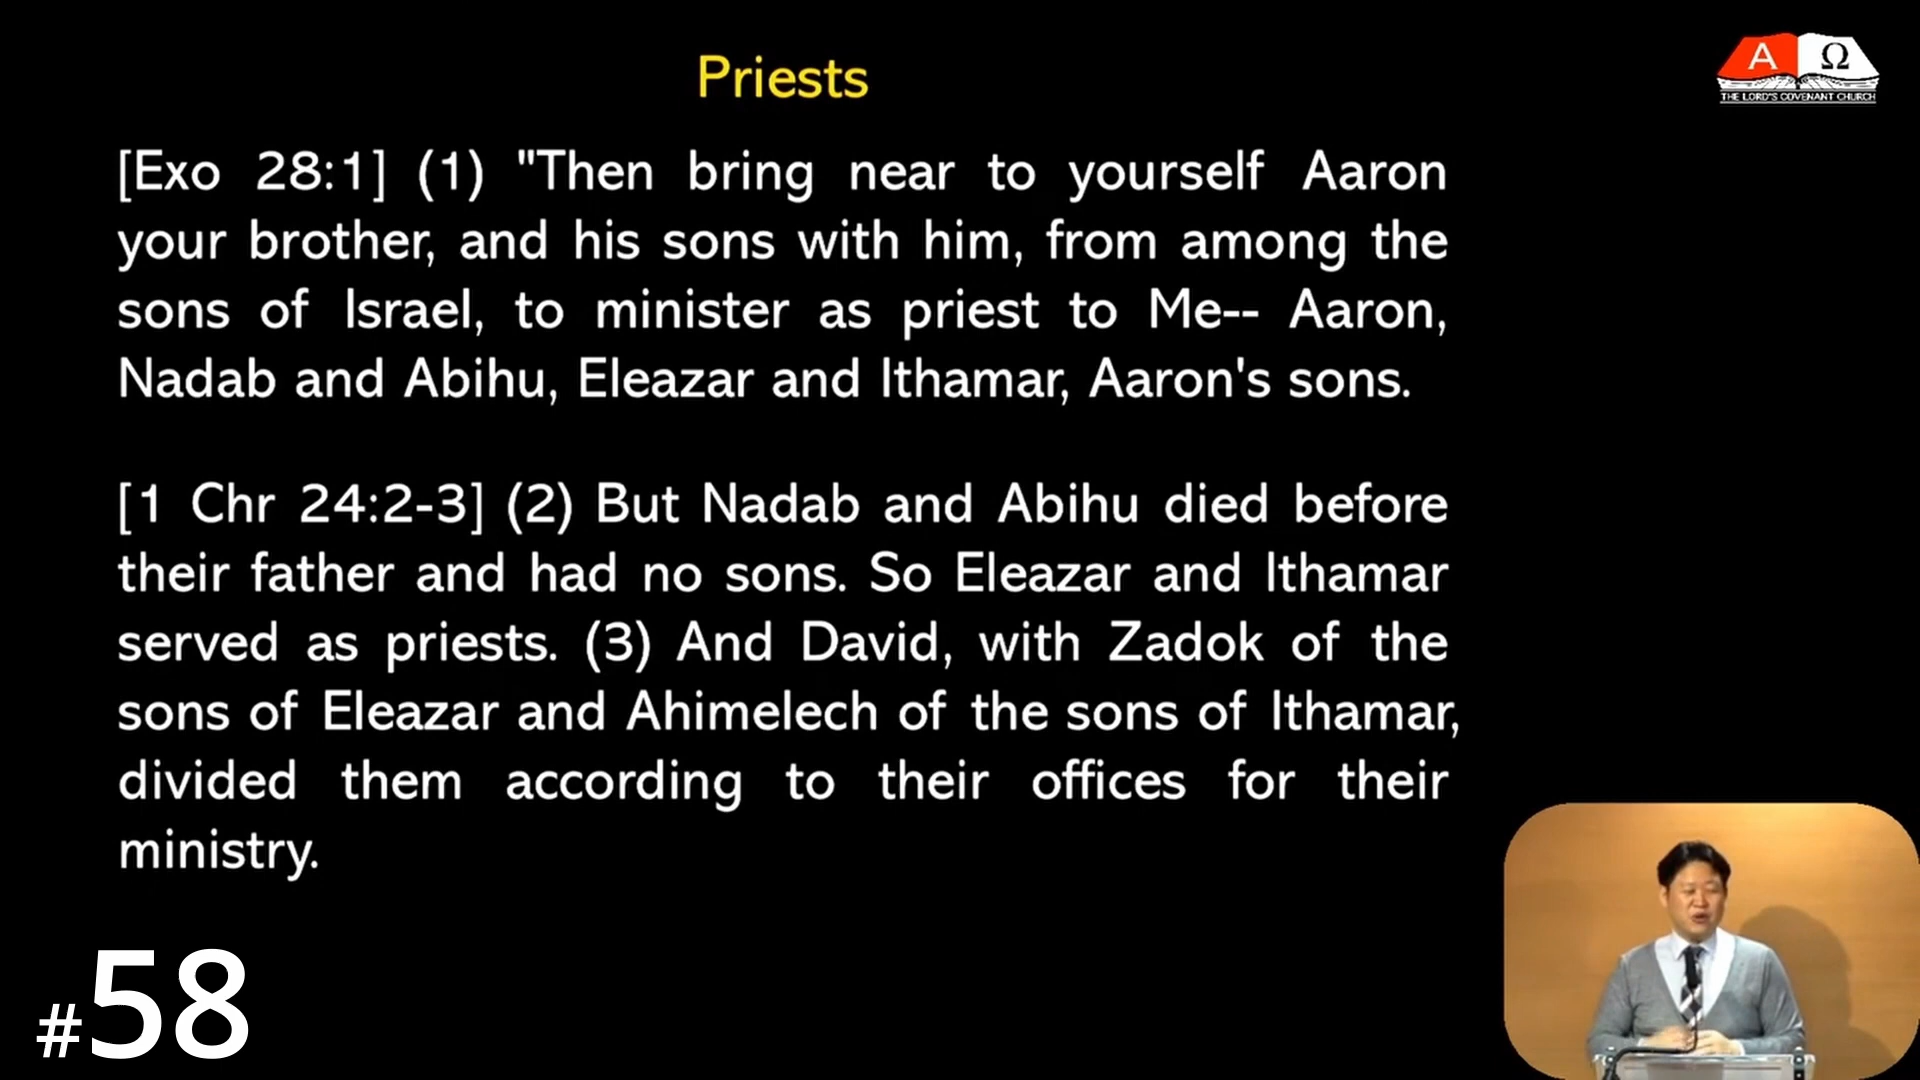 Priests
A Ω
THE LORD'S COVENANT CHURCH
[Exo 28:1] (1) "Then bring near to yourself Aaron
your brother, and his sons with him, from among the
sons of Israel, to minister as priest to Me-- Aaron,
Nadab and Abihu, Eleazar and Ithamar, Aaron's sons.
[1 Chr 24:2-3] (2) But Nadab and Abihu died before
their father and had no sons. So Eleazar and Ithamar
served as priests. (3) And David, with Zadok of the
sons of Eleazar and Ahimelech of the sons of Ithamar,
divided them according to their offices for their
ministry.
#58